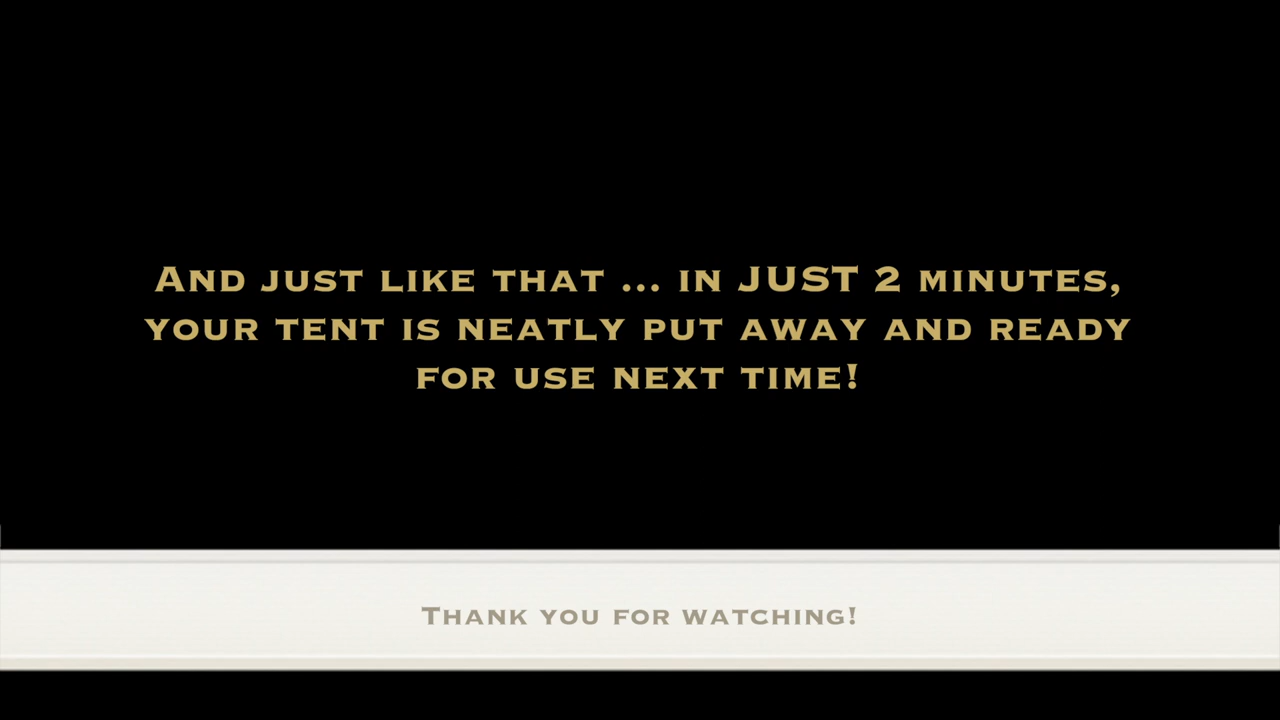 And just like that ... in JUST 2 minutes,
your tent is neatly put away and ready
for use next time!
Thank you for watching!